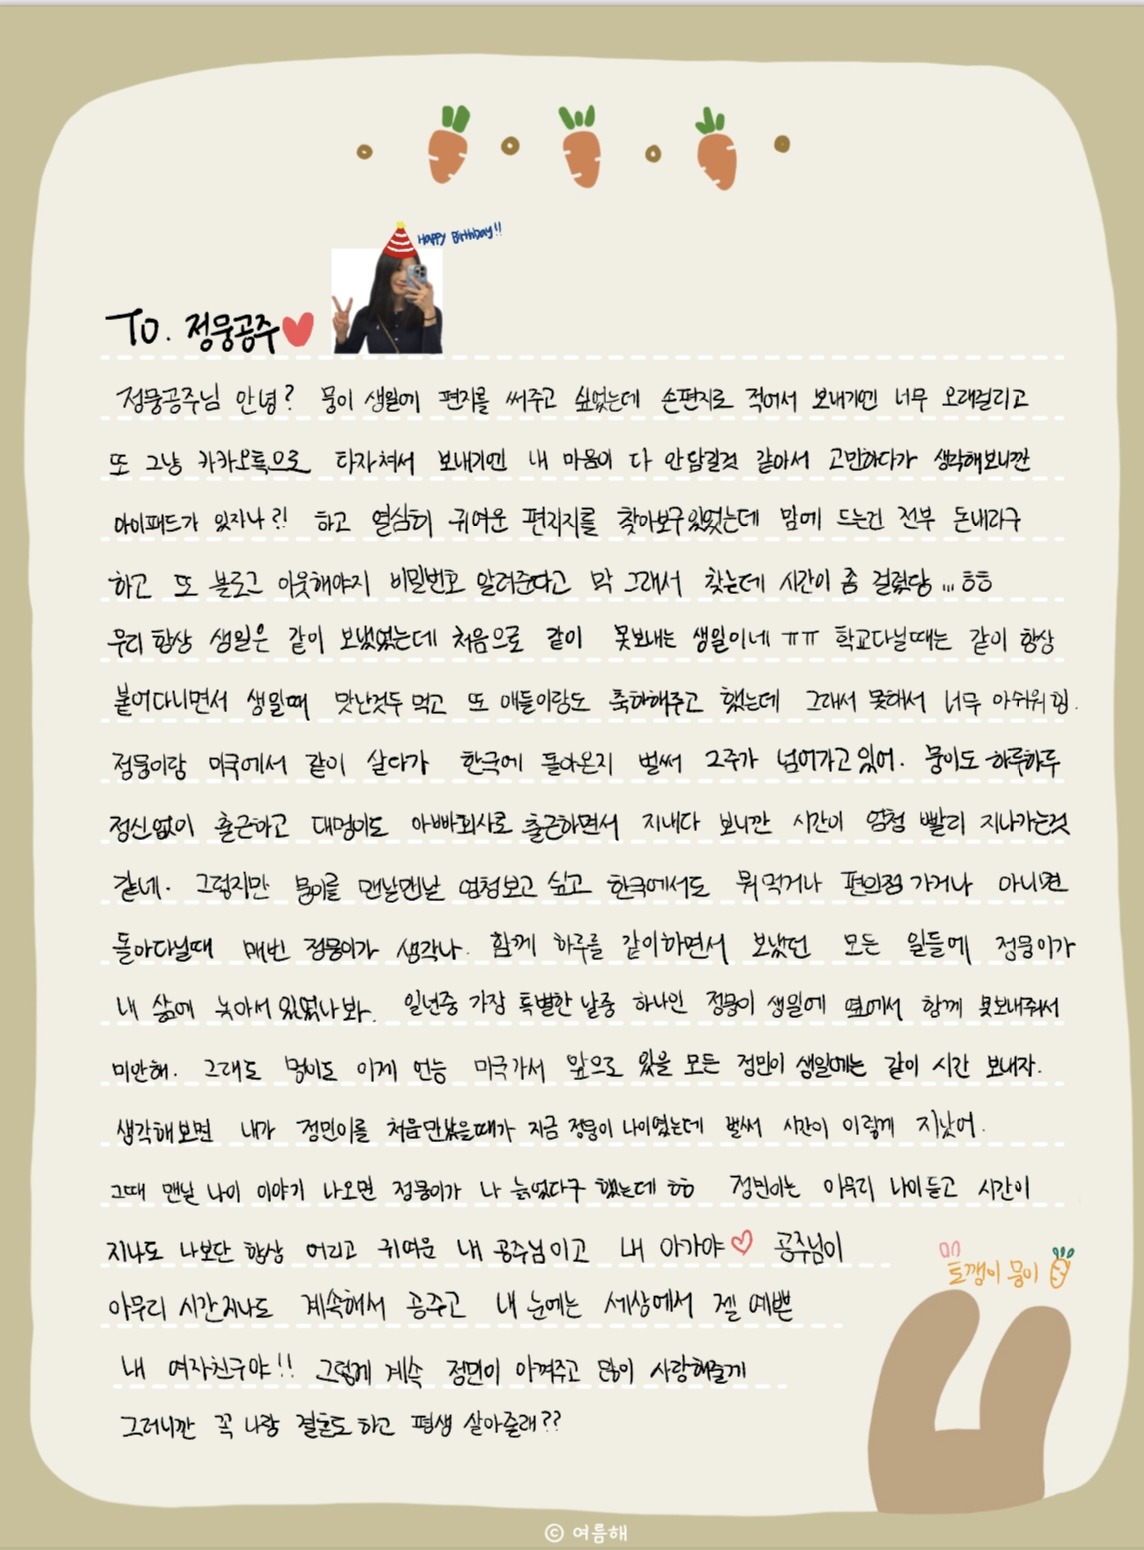 Happy Birthday!!
To. 정뭉공주
정뭉공주님 안녕? 뭉이 생일에 편지를 써주고 싶었는데 손편지로 적어서 보내기엔 너무 오래걸리고
또 그냥 카카오톡으로 타자쳐서 보내기엔 내 마음이 다 안담길것 같아서 고민하다가 생각해보니깐
아이패드가 있자나?! 하고 열심히 귀여운 편지지를 찾아보구있었는데 맘에 드는건 전부 돈내라구
하고 또 블로그 이웃해야지 비밀번호 알려준다고 막 그래서 찾는데 시간이 좀 걸렸당 ... ㅎㅎ
우리 항상 생일은 같이 보냈었는데 처음으로 같이 못보내는 생일이네 ㅠㅠ 학교다닐때는 같이 항상
붙어다니면서 생일때 맛난것두 먹고 또 애들이랑도 축하해주고 했는데 그래서 못해서 너무 아쉬워힝.
정뭉이랑 미국에서 같이 살다가 한국에 돌아온지 벌써 2주가 넘어가고있어. 뭉이도 하루하루
정신없이 출근하고 대멍이도 아빠회사로 출근하면서 지내다 보니깐 시간이 엄청 빨리 지나가는것
같네. 그렇지만 뭉이를 맨날맨날 엄청보고 싶고 한국에서도 뭐먹거나 편의점 가거나 아니면
돌아다닐때 매번 정뭉이가 생각나. 함께 하루를 같이하면서 보냈던 모든 일들에 정뭉이가
내 삶에 녹아서 있었나봐. 일년중 가장 특별한 날중 하나인 정뭉이 생일에 옆에서 함께 못보내줘서
미안해. 그래도 멍이도 이제 언능 미국가서 앞으로 있을 모든 정민이 생일에는 같이 시간 보내자.
생각해보면 내가 정민이를 처음만났을때가 지금 정뭉이 나이였는데 벌써 시간이 이렇게 지났어.
그때 맨날 나이 이야기 나오면 정뭉이가 나 늙었다구 했는데 ㅎㅎ 정민이는 아무리 나이들고 시간이
지나도 나보단 항상 어리고 귀여운 내 공주님이고 내 아가야 공주님이
아무리 시간지나도 계속해서 공주고 내 눈에는 세상에서 젤 예쁜
내 여자친구야!! 그렇게 계속 정민이 아껴주고 많이 사랑해줄게
그러니깐 꼭 나랑 결혼도 하고 평생 살아줄래??
토깽이 뭉이
© 여름해